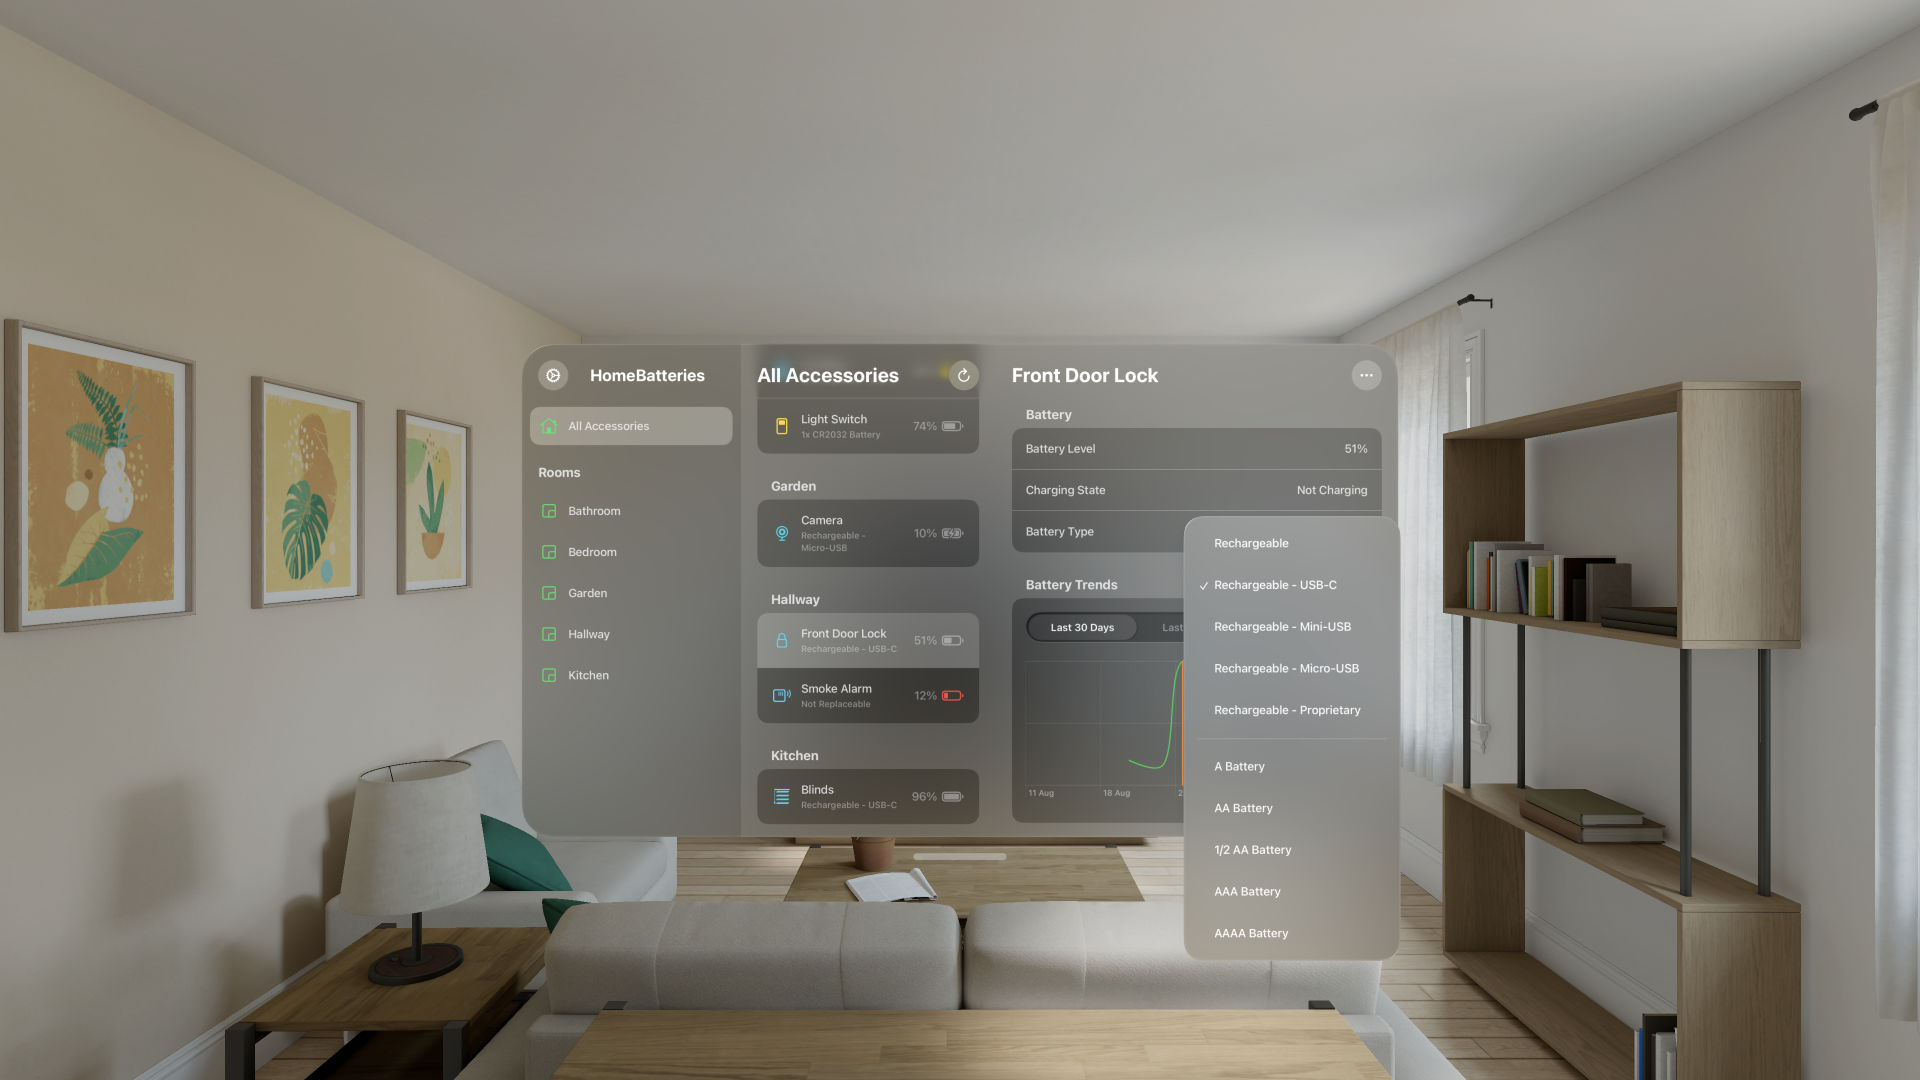 HomeBatteries
All Accessories
Rooms
Bathroom
Bedroom
Garden
Hallway
Kitchen
All Accessories
Light Switch
1x CR2032 Battery
74%
Garden
Camera
Rechargeable -
Micro-USB
10%
Hallway
Front Door Lock
Rechargeable - USB-C
51%
Smoke Alarm
Not Replaceable
12%
Kitchen
Blinds
Rechargeable - USB-C
96%
Front Door Lock
Battery
Battery Level
51%
Charging State
Not Charging
Battery Type
Battery Trends
Last 30 Days
Last
11 Aug
18 Aug
2
Rechargeable
Rechargeable - USB-C
Rechargeable - Mini-USB
Rechargeable - Micro-USB
Rechargeable - Proprietary
A Battery
AA Battery
1/2 AA Battery
AAA Battery
AAAA Battery